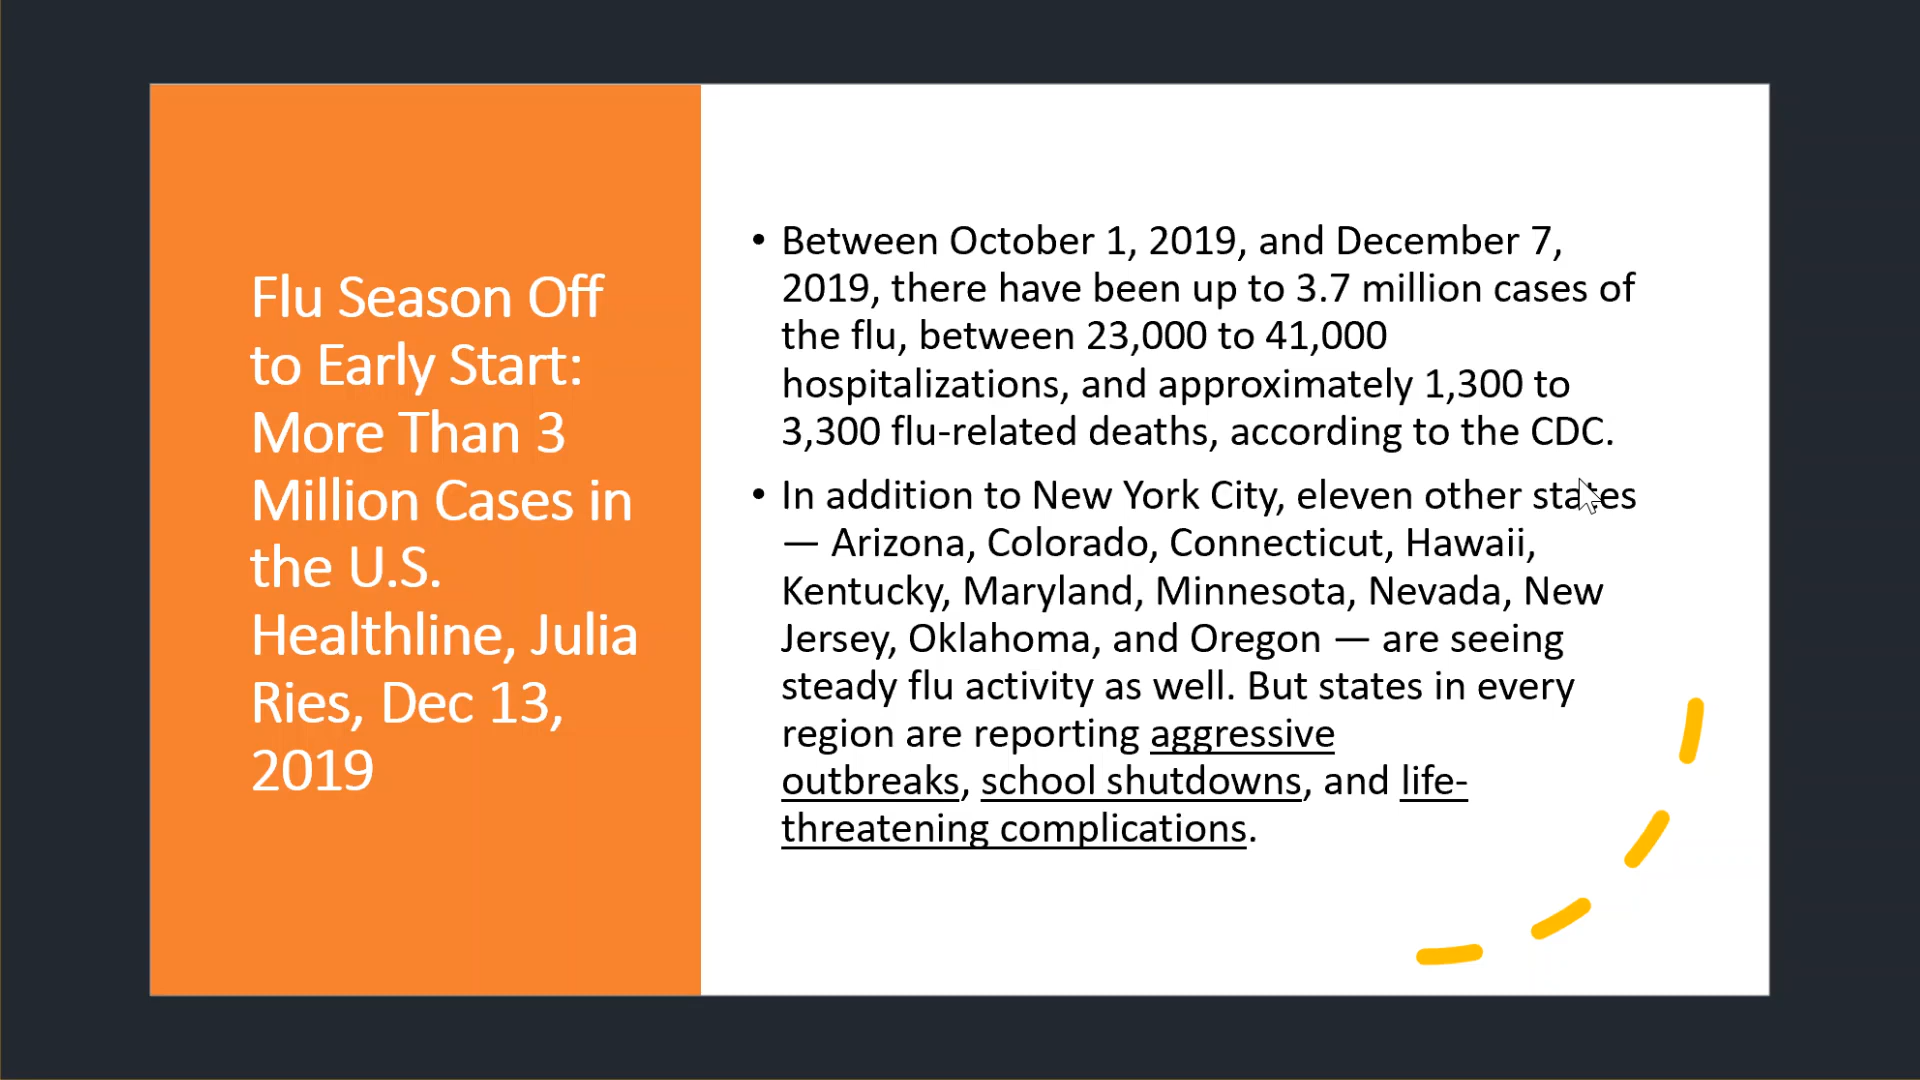 Flu Season Off
to Early Start:
More Than 3
Million Cases in
the U.S.
Healthline, Julia
Ries, Dec 13,
2019
• Between October 1, 2019, and December 7,
2019, there have been up to 3.7 million cases of
the flu, between 23,000 to 41,000
hospitalizations, and approximately 1,300 to
3,300 flu-related deaths, according to the CDC.
• In addition to New York City, eleven other states
— Arizona, Colorado, Connecticut, Hawaii,
Kentucky, Maryland, Minnesota, Nevada, New
Jersey, Oklahoma, and Oregon — are seeing
steady flu activity as well. But states in every
region are reporting aggressive
outbreaks, school shutdowns, and life-
threatening complications.